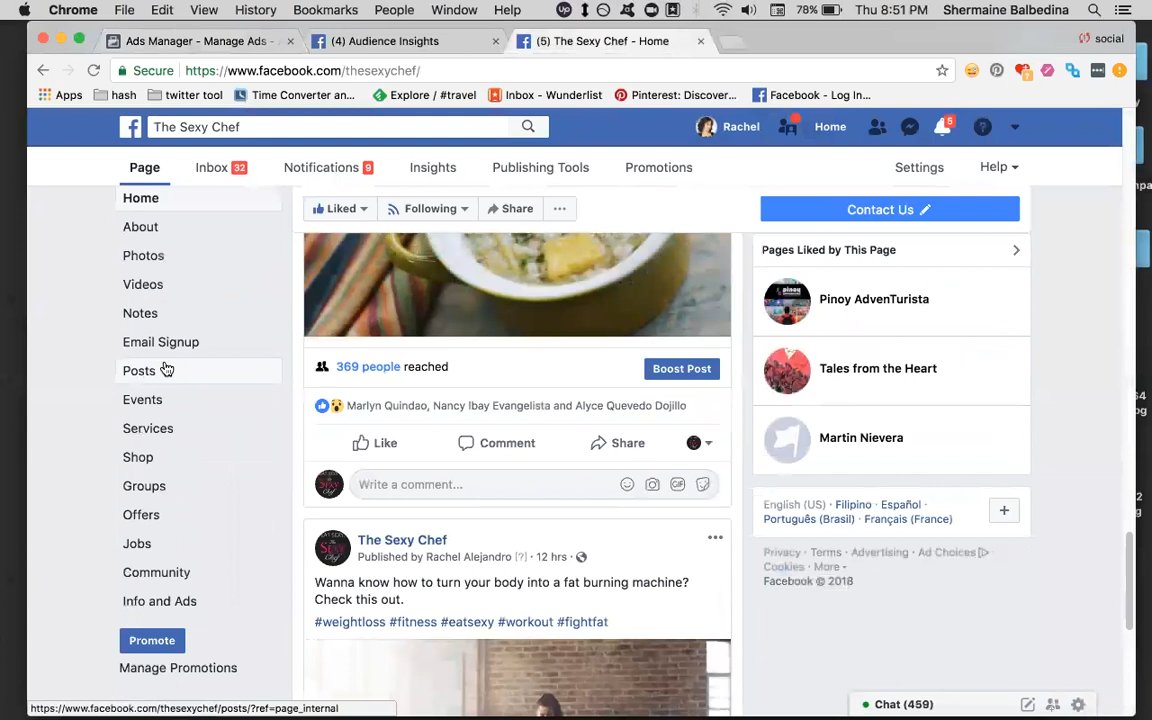 Chrome File Edit View History Bookmarks People Window Help 78% Thu 8:51 PM Shermaine Balbedina
Ads Manager - Manage Ads - (4) Audience Insights (5) The Sexy Chef - Home social
Secure https://www.facebook.com/thesexychef/
Apps hash twitter tool Time Converter an... Explore / #travel Inbox - Wunderlist Pinterest: Discover... Facebook - Log In...
The Sexy Chef Rachel Home 5
Page Inbox 32 Notifications 9 Insights Publishing Tools Promotions Settings Help
Home
About
Photos
Videos
Notes
Email Signup
Posts
Events
Services
Shop
Groups
Offers
Jobs
Community
Info and Ads
Promote
Manage Promotions
Liked Following Share ...
369 people reached Boost Post
Marlyn Quindao, Nancy Ibay Evangelista and Alyce Quevedo Dojillo
Like Comment Share
Write a comment... GIF
The Sexy Chef
Published by Rachel Alejandro [?] · 12 hrs ·
Wanna know how to turn your body into a fat burning machine?
Check this out.
#weightloss #fitness #eatsexy #workout #fightfat
Contact Us
Pages Liked by This Page
Pinoy AdvenTurista
Tales from the Heart
Martin Nievera
English (US) · Filipino · Español ·
Português (Brasil) · Français (France)
Privacy · Terms · Advertising · Ad Choices ·
Cookies · More
Facebook © 2018
Chat (459)
https://www.facebook.com/thesexychef/posts/?ref=page_internal